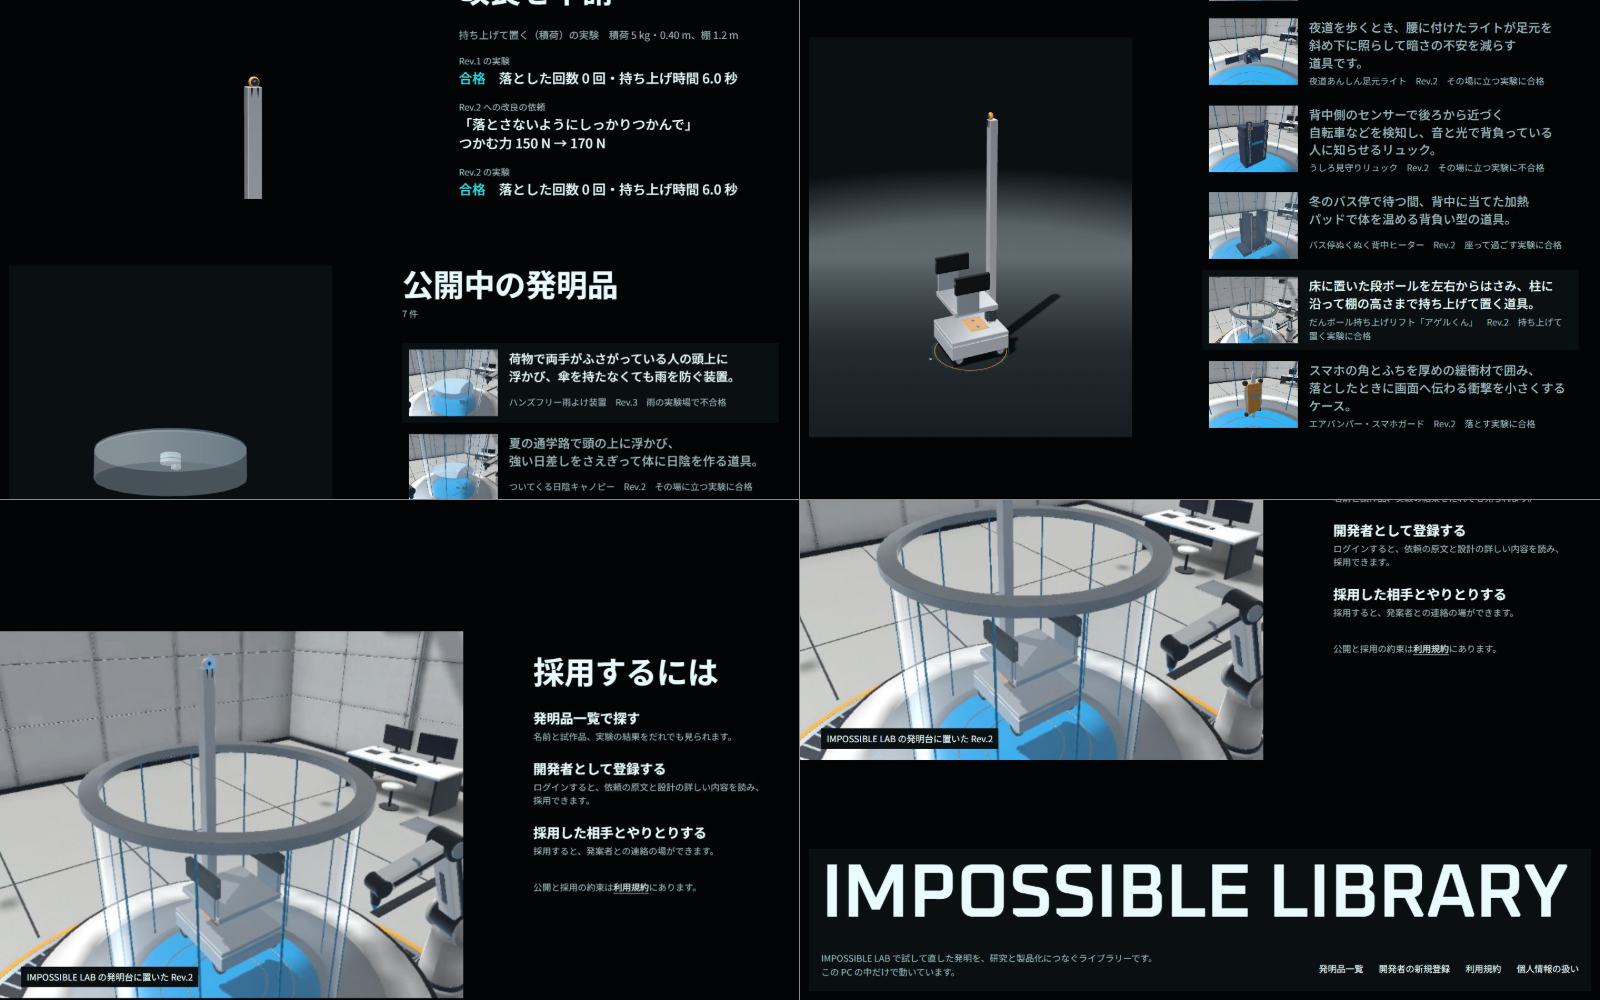 改良を申請
持ち上げて置く（積荷）の実験　積荷 5 kg・0.40 m、棚 1.2 m
Rev.1 の実験
合格　落とした回数 0 回・持ち上げ時間 6.0 秒
Rev.2 への改良の依頼
「落とさないようにしっかりつかんで」
つかむ力 150 N → 170 N
Rev.2 の実験
合格　落とした回数 0 回・持ち上げ時間 6.0 秒
公開中の発明品
7 件
荷物で両手がふさがっている人の頭上に
浮かび、傘を持たなくても雨を防ぐ装置。
ハンズフリー雨よけ装置　Rev.3　雨の実験場で不合格
夏の通学路で頭の上に浮かび、
強い日差しをさえぎって体に日陰を作る道具。
ついてくる日陰キャノピー　Rev.2　その場に立つ実験に合格
夜道を歩くとき、腰に付けたライトが足元を
斜め下に照らして暗さの不安を減らす
道具です。
夜道あんしん足元ライト　Rev.2　その場に立つ実験に合格
背中側のセンサーで後ろから近づく
自転車などを検知し、音と光で背負っている
人に知らせるリュック。
うしろ見守りリュック　Rev.2　その場に立つ実験に不合格
冬のバス停で待つ間、背中に当てた加熱
パッドで体を温める背負い型の道具。
バス停ぬくぬく背中ヒーター　Rev.2　座って過ごす実験に合格
床に置いた段ボールを左右からはさみ、柱に
沿って棚の高さまで持ち上げて置く道具。
だんボール持ち上げリフト「アゲルくん」　Rev.2　持ち上げて
置く実験に合格
スマホの角とふちを厚めの緩衝材で囲み、
落としたときに画面へ伝わる衝撃を小さくする
ケース。
エアバンパー・スマホガード　Rev.2　落とす実験に合格
採用するには
発明品一覧で探す
名前と試作品、実験の結果をだれでも見られます。
開発者として登録する
ログインすると、依頼の原文と設計の詳しい内容を読み、
採用できます。
採用した相手とやりとりする
採用すると、発案者との連絡の場ができます。
公開と採用の約束は利用規約にあります。
IMPOSSIBLE LAB の発明台に置いた Rev.2
開発者として登録する
ログインすると、依頼の原文と設計の詳しい内容を読み、
採用できます。
採用した相手とやりとりする
採用すると、発案者との連絡の場ができます。
公開と採用の約束は利用規約にあります。
IMPOSSIBLE LAB の発明台に置いた Rev.2
IMPOSSIBLE LIBRARY
IMPOSSIBLE LAB で試して直した発明を、研究と製品化につなぐライブラリーです。
この PC の中だけで動いています。
発明品一覧　開発者の新規登録　利用規約　個人情報の扱い